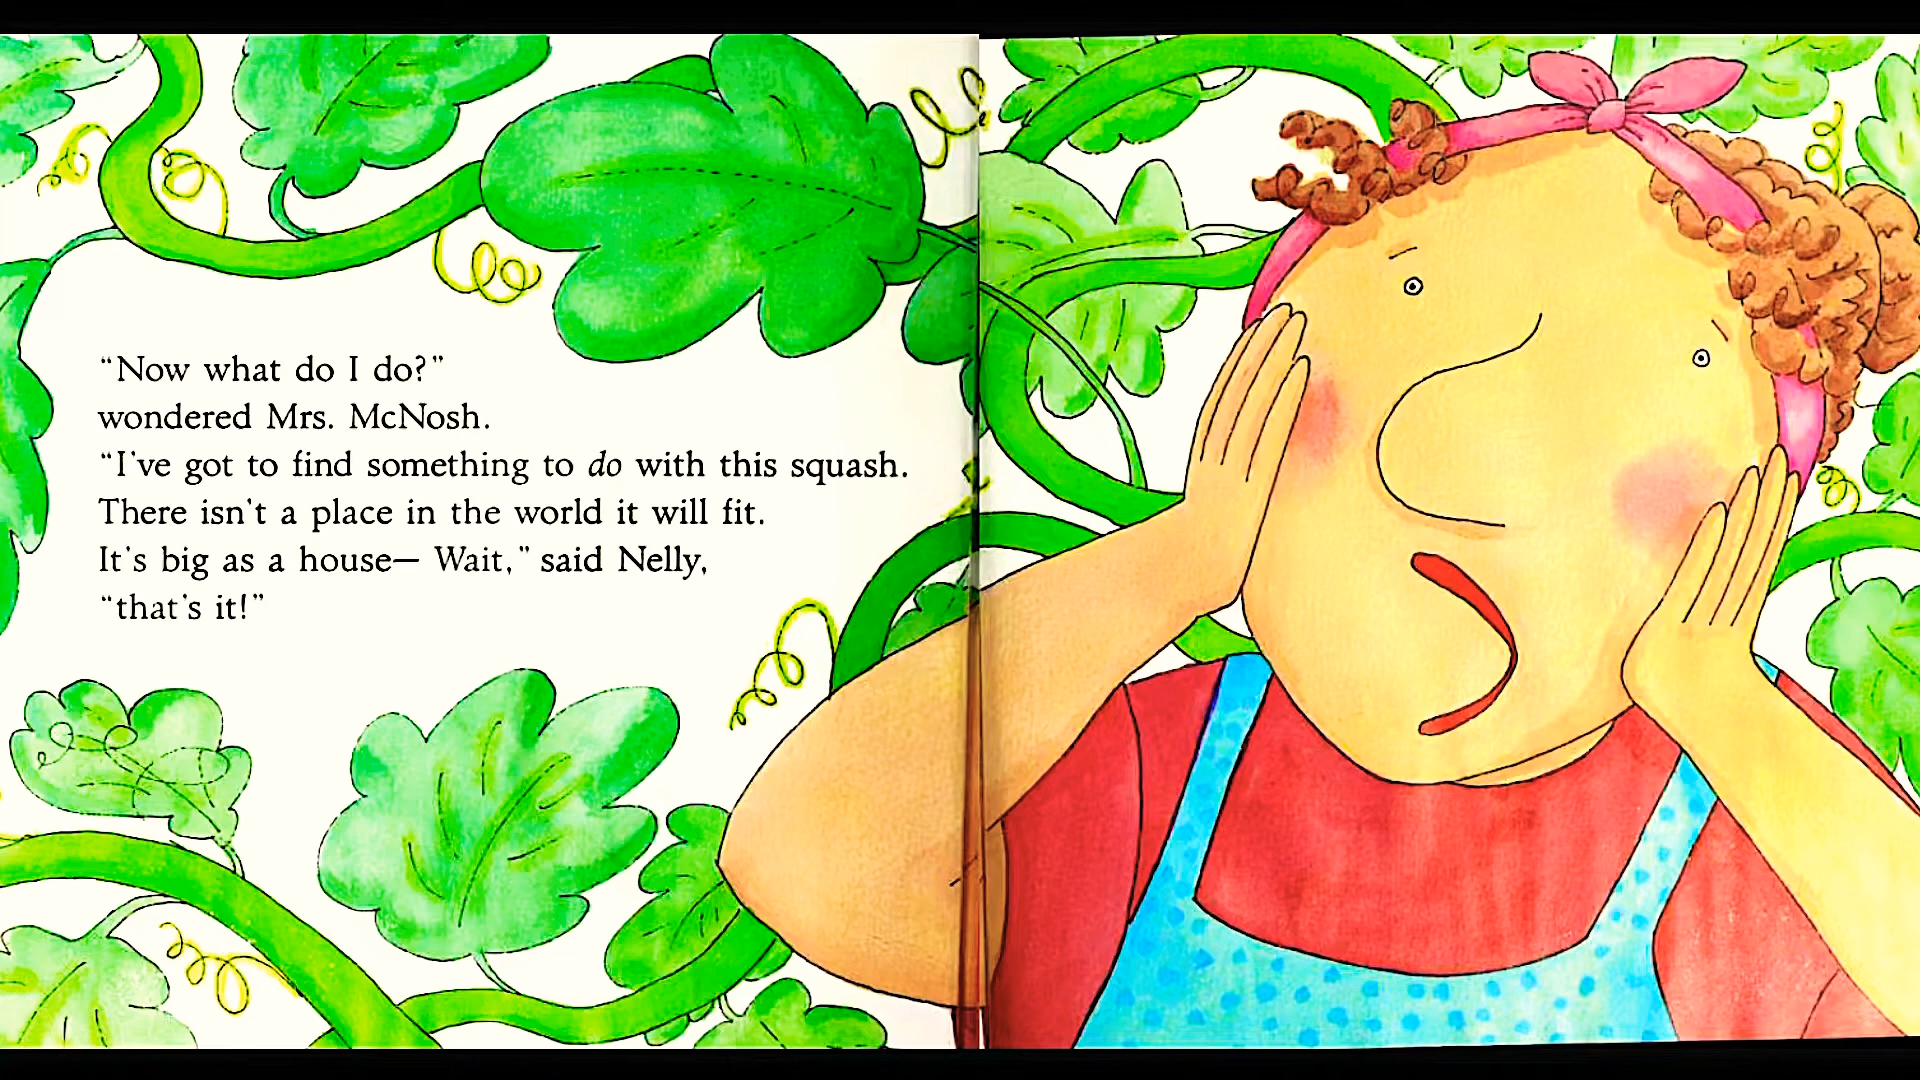 “Now what do I do?”
wondered Mrs. McNosh.
“I’ve got to find something to do with this squash.
There isn’t a place in the world it will fit.
It’s big as a house— Wait,” said Nelly,
“that’s it!”